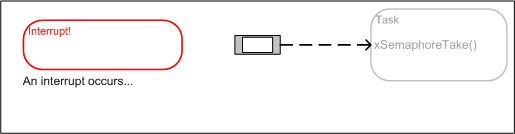 Interrupt!
Task
xSemaphoreTake()
An interrupt occurs...